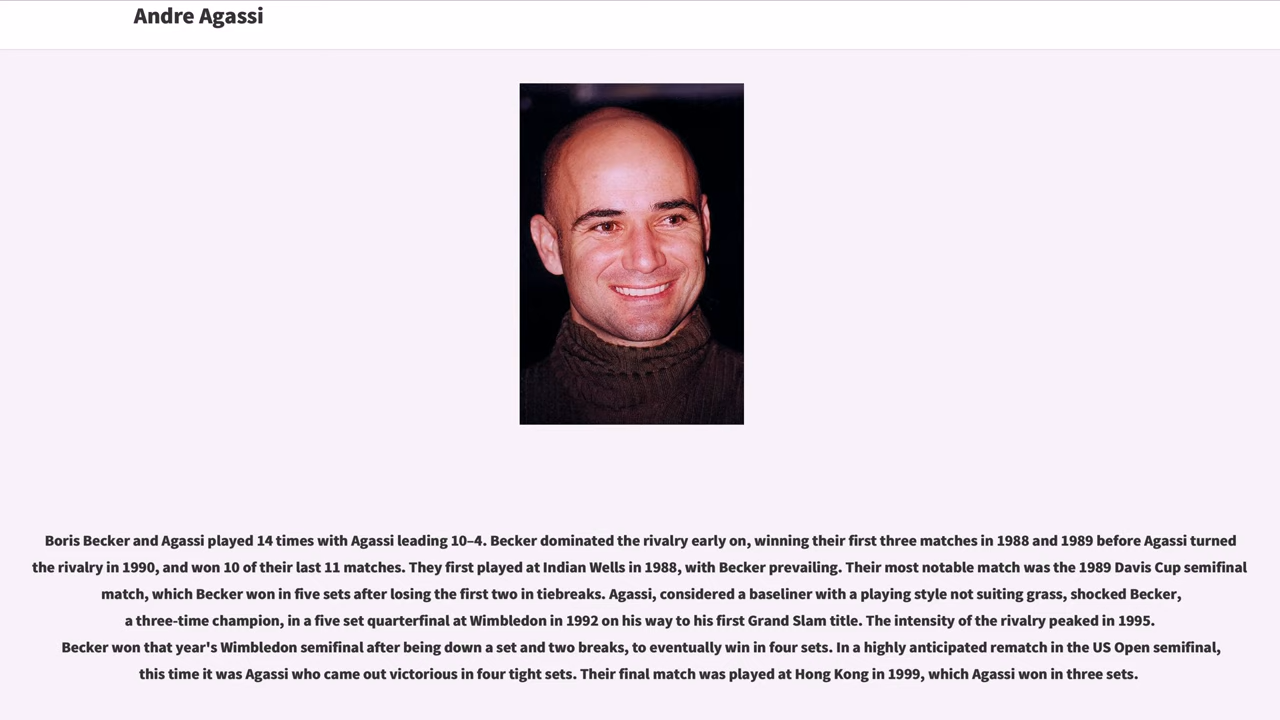 Andre Agassi
Boris Becker and Agassi played 14 times with Agassi leading 10–4. Becker dominated the rivalry early on, winning their first three matches in 1988 and 1989 before Agassi turned
the rivalry in 1990, and won 10 of their last 11 matches. They first played at Indian Wells in 1988, with Becker prevailing. Their most notable match was the 1989 Davis Cup semifinal
match, which Becker won in five sets after losing the first two in tiebreaks. Agassi, considered a baseliner with a playing style not suiting grass, shocked Becker,
a three-time champion, in a five set quarterfinal at Wimbledon in 1992 on his way to his first Grand Slam title. The intensity of the rivalry peaked in 1995.
Becker won that year's Wimbledon semifinal after being down a set and two breaks, to eventually win in four sets. In a highly anticipated rematch in the US Open semifinal,
this time it was Agassi who came out victorious in four tight sets. Their final match was played at Hong Kong in 1999, which Agassi won in three sets.